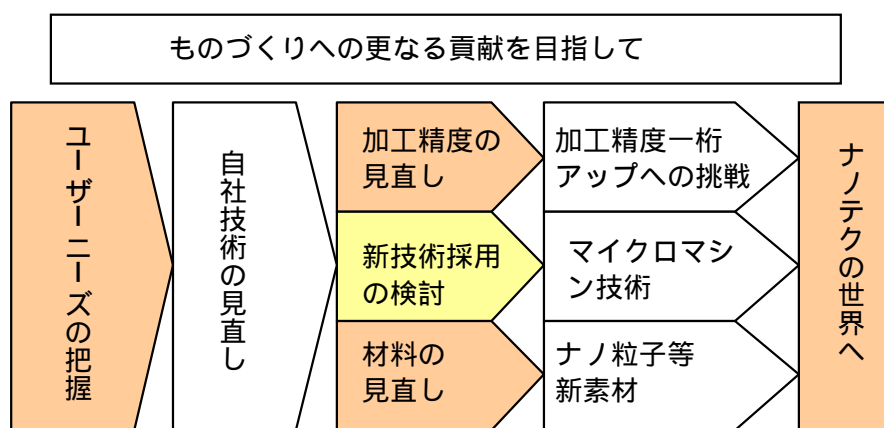 ものづくりへの更なる貢献を目指して
ユーザーニーズの把握
自社技術の見直し
加工精度の
見直し
新技術採用
の検討
材料の
見直し
加工精度一桁
アップへの挑戦
マイクロマシ
ン技術
ナノ粒子等
新素材
ナノテクの世界へ